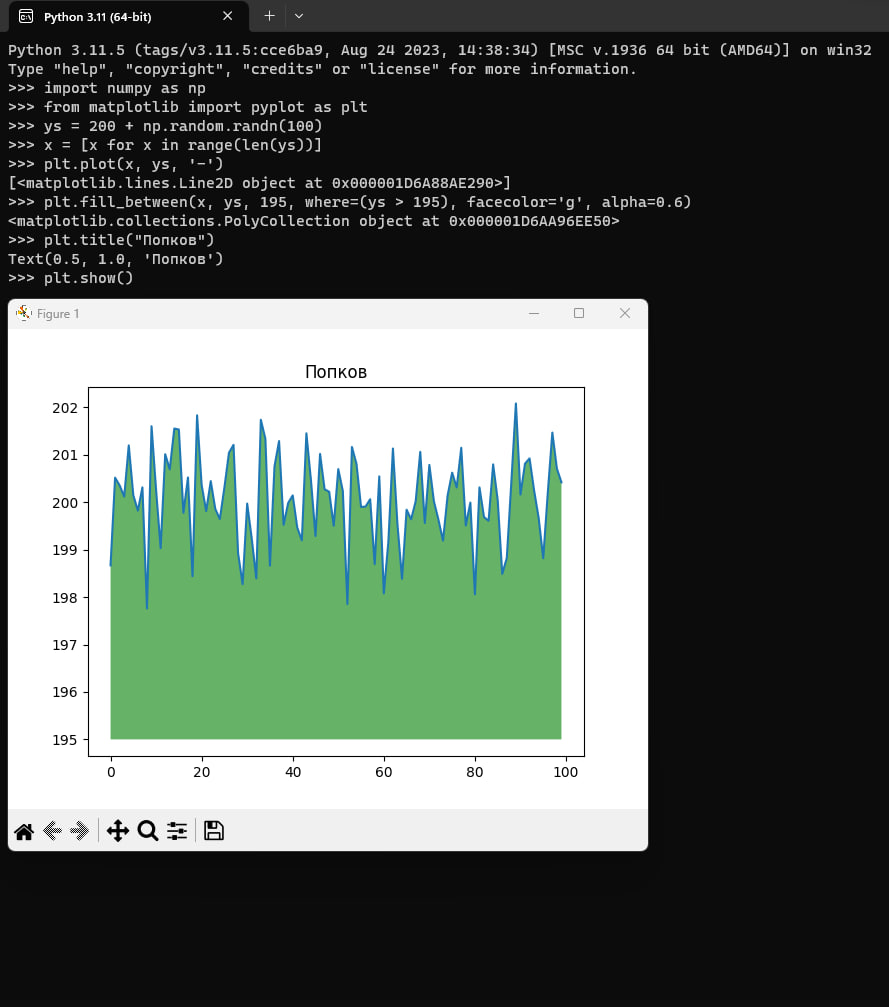 Python 3.11 (64-bit)
Python 3.11.5 (tags/v3.11.5:cce6ba9, Aug 24 2023, 14:38:34) [MSC v.1936 64 bit (AMD64)] on win32
Type "help", "copyright", "credits" or "license" for more information.
>>> import numpy as np
>>> from matplotlib import pyplot as plt
>>> ys = 200 + np.random.randn(100)
>>> x = [x for x in range(len(ys))]
>>> plt.plot(x, ys, '-')
[<matplotlib.lines.Line2D object at 0x000001D6A88AE290>]
>>> plt.fill_between(x, ys, 195, where=(ys > 195), facecolor='g', alpha=0.6)
<matplotlib.collections.PolyCollection object at 0x000001D6AA96EE50>
>>> plt.title("Попков")
Text(0.5, 1.0, 'Попков')
>>> plt.show()
Figure 1
Попков
202
201
200
199
198
197
196
195
0 20 40 60 80 100